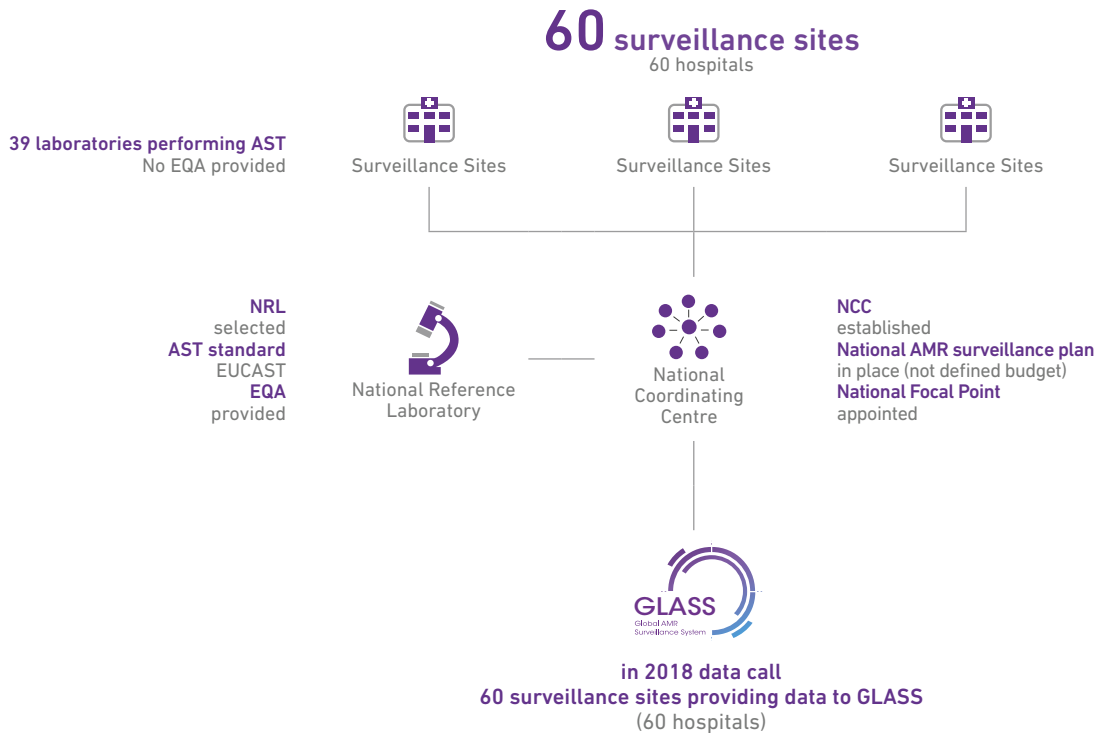 60 surveillance sites
60 hospitals
39 laboratories performing AST
No EQA provided
Surveillance Sites
Surveillance Sites
Surveillance Sites
NRL
selected
AST standard
EUCAST
EQA
provided
National Reference
Laboratory
National
Coordinating
Centre
NCC
established
National AMR surveillance plan
in place (not defined budget)
National Focal Point
appointed
GLASS
Global AMR
Surveillance System
in 2018 data call
60 surveillance sites providing data to GLASS
(60 hospitals)